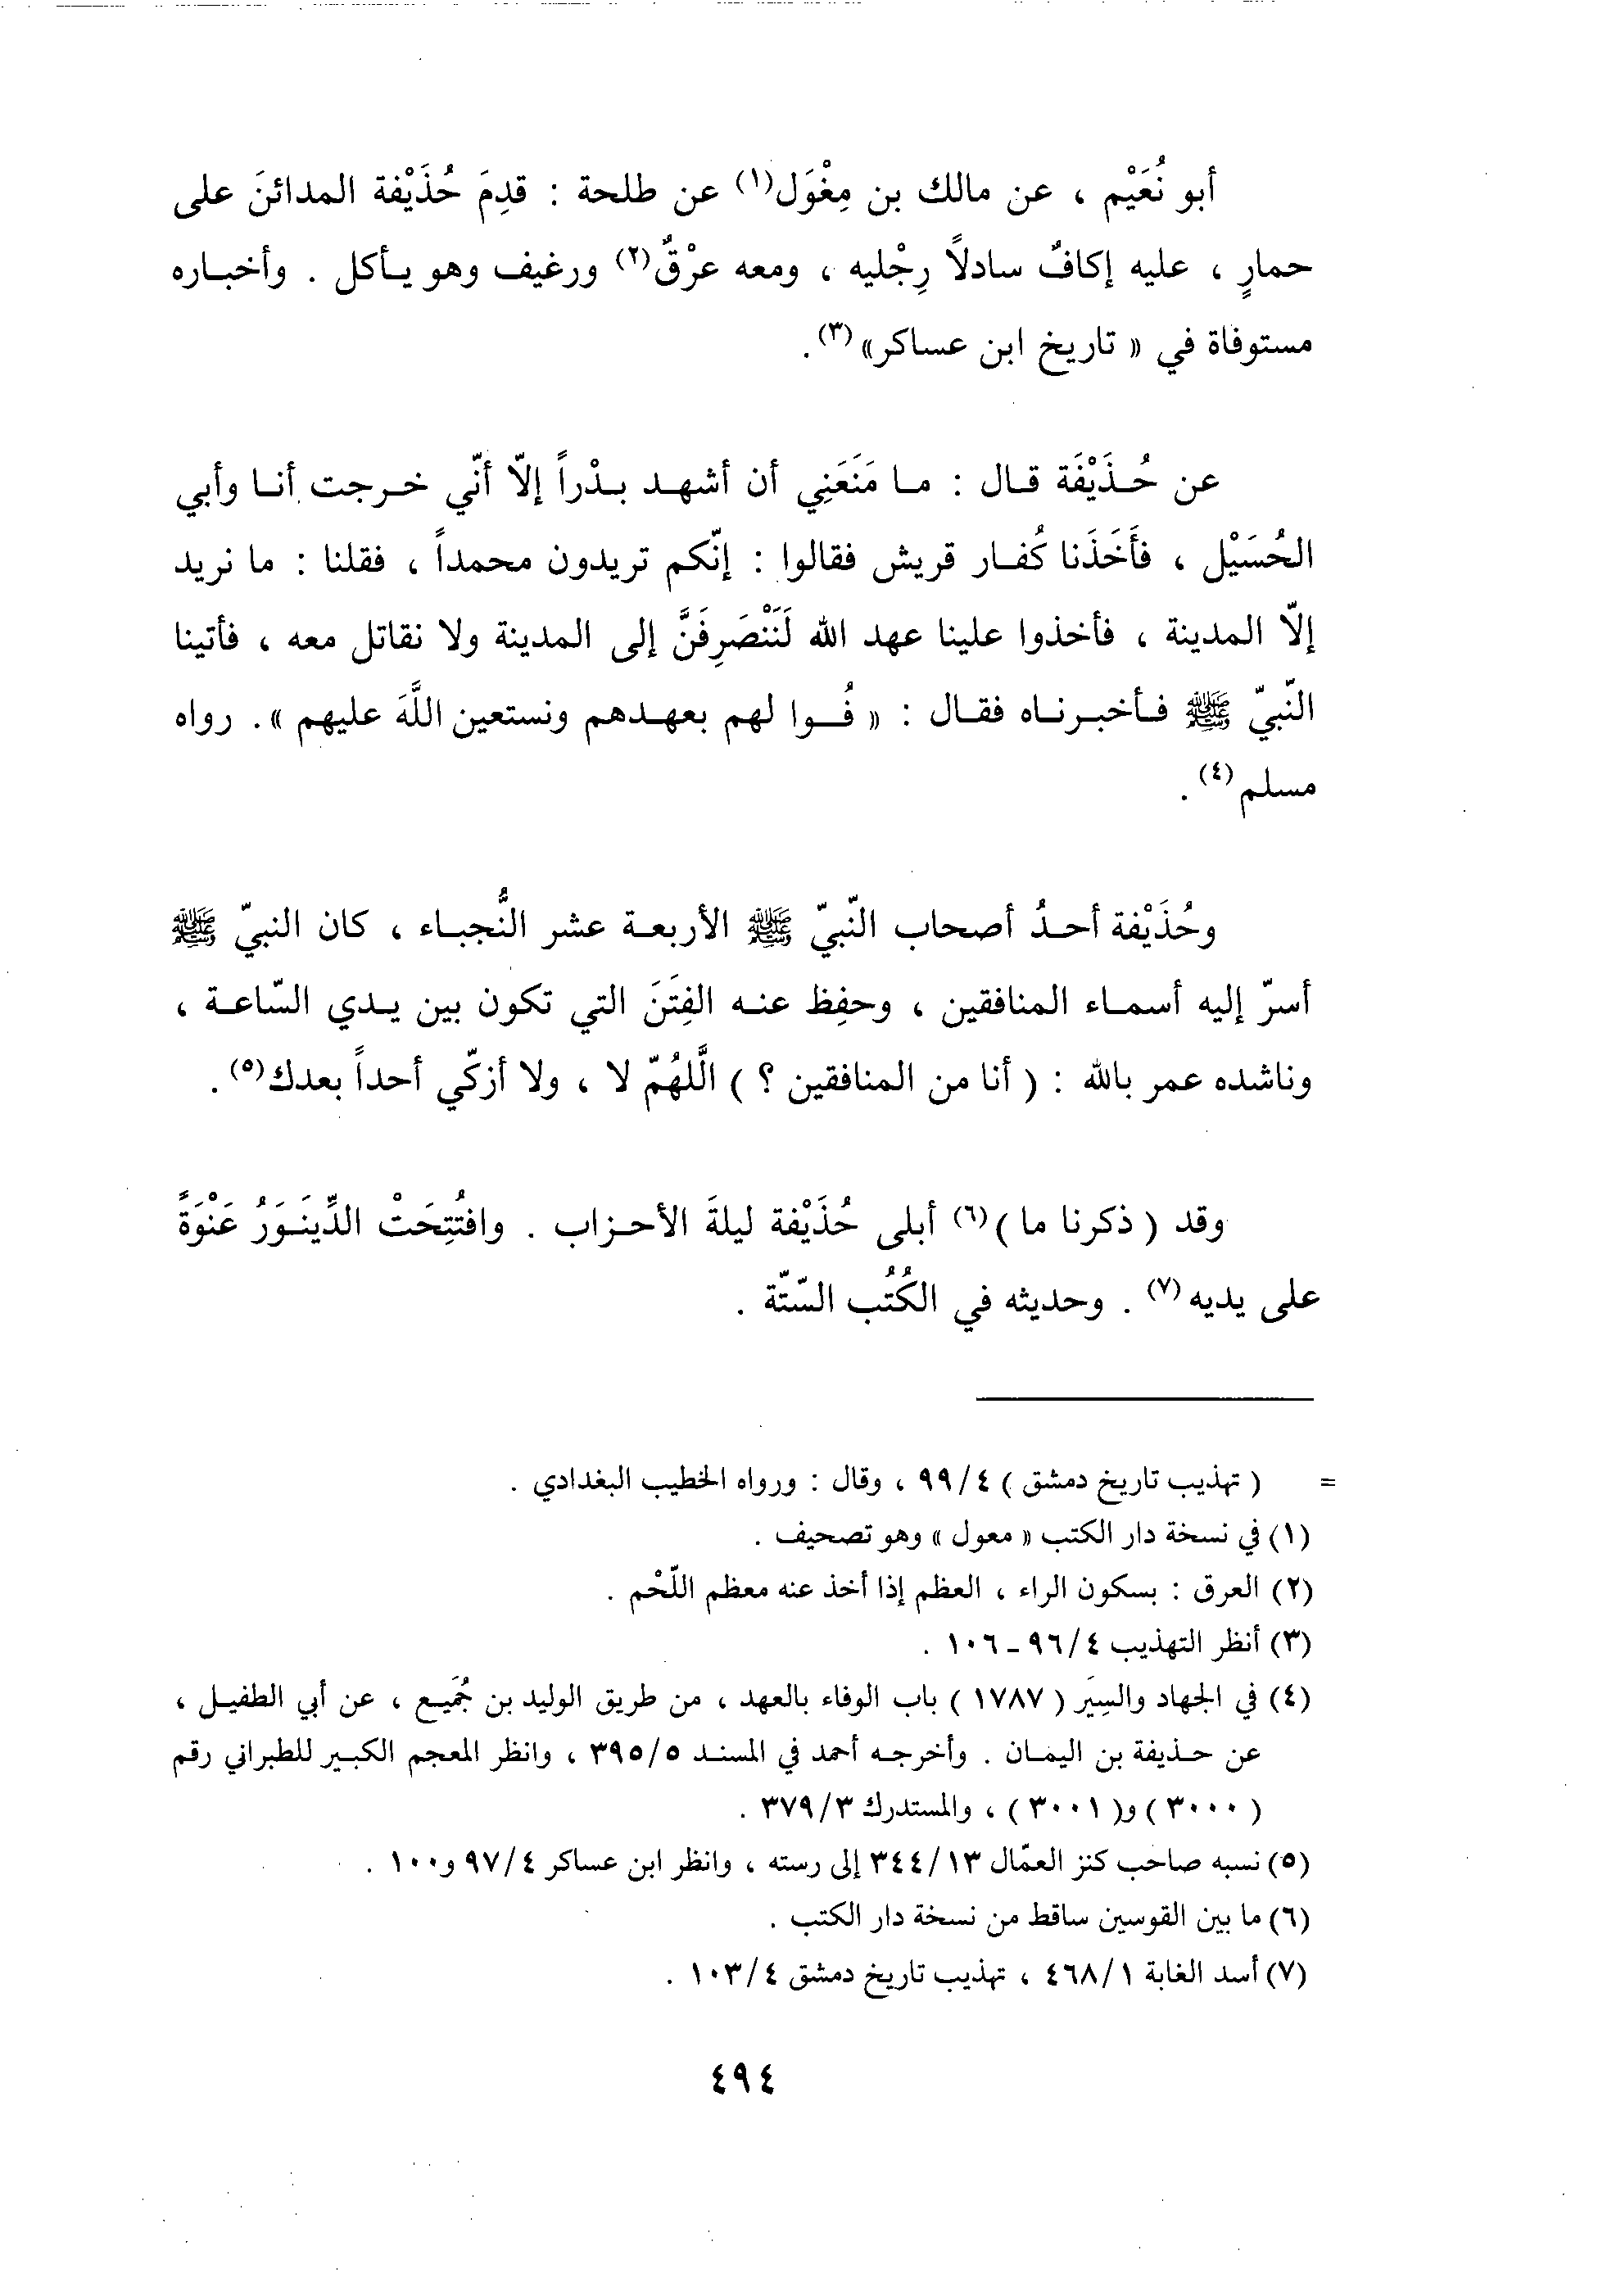 أبو نُعَيْم ، عن مالك بن مِغْوَل(١) عن طلحة : قدِمَ حُذَيْفة المدائنَ على
حمارٍ ، عليه إكافٌ سادلاً رِجْليه ، ومعه عرْقٌ(٢) ورغيف وهو يأكل . وأخباره
مستوفاة في « تاريخ ابن عساكر»(٣).
عن حُذَيْفَة قال : ما مَنَعَنِي أن أشهد بدْراً إلّا أنّي خرجت أنا وأبي
الحُسَيْل ، فأَخَذَنا كُفار قريش فقالوا : إنّكم تريدون محمداً ، فقلنا : ما نريد
إلّا المدينة ، فأخذوا علينا عهد الله لَنَنْصَرِفَنَّ إلى المدينة ولا نقاتل معه ، فأتينا
النّبيّ ﷺ فأخبرناه فقال : « فُوا لهم بعهدهم ونستعين اللَّهَ عليهم ». رواه
مسلم(٤) .
وحُذَيْفة أحدُ أصحاب النّبيّ ﷺ الأربعة عشر النُّجباء ، كان النبيّ ﷺ
أسرّ إليه أسماء المنافقين ، وحفِظ عنه الفِتَنَ التي تكون بين يدي السّاعة ،
وناشده عمر بالله : ( أنا من المنافقين ؟ ) الَّلهُمّ لا ، ولا أزكّي أحداً بعدك(٥) .
وقد ( ذكرنا ما )(٦) أبلى حُذَيْفة ليلةَ الأحزاب . وافتُتِحَتْ الدِّينَوَرُ عَنْوَةً
على يديه(٧) . وحديثه في الكُتُب السّتّة .
= ( تهذيب تاريخ دمشق ) ٩٩/٤ ، وقال : ورواه الخطيب البغدادي .
(١) في نسخة دار الكتب « معول » وهو تصحيف .
(٢) العرق : بسكون الراء ، العظم إذا أخذ عنه معظم اللّحْم .
(٣) أنظر التهذيب ٩٦/٤ ـ ١٠٦ .
(٤) في الجهاد والسِيَر ( ١٧٨٧ ) باب الوفاء بالعهد ، من طريق الوليد بن جُمَيع ، عن أبي الطفيل ،
عن حذيفة بن اليمان . وأخرجه أحمد في المسند ٣٩٥/٥ ، وانظر المعجم الكبير للطبراني رقم
( ٣٠٠٠ ) و( ٣٠٠١ ) ، والمستدرك ٣٧٩/٣ .
(٥) نسبه صاحب كنز العمّال ٣٤٤/١٣ إلى رسته ، وانظر ابن عساكر ٩٧/٤ و١٠٠ .
(٦) ما بين القوسين ساقط من نسخة دار الكتب .
(٧) أسد الغابة ٤٦٨/١ ، تهذيب تاريخ دمشق ١٠٣/٤ .
٤٩٤